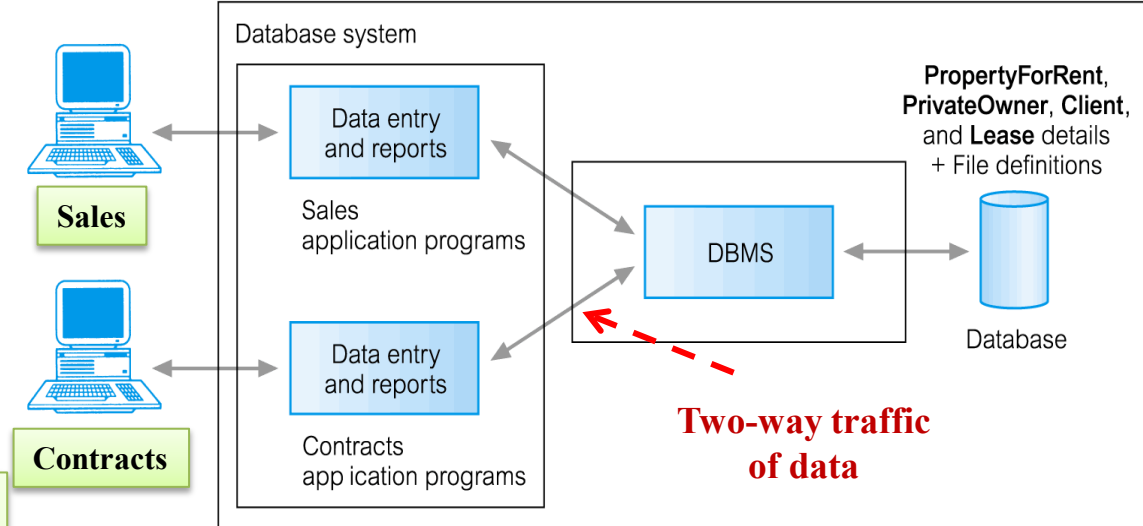 Database system
PropertyForRent,
PrivateOwner, Client,
and Lease details
+ File definitions
Data entry
and reports
Sales
Sales
application programs
DBMS
Database
Data entry
and reports
Two-way traffic
of data
Contracts
Contracts
app ication programs